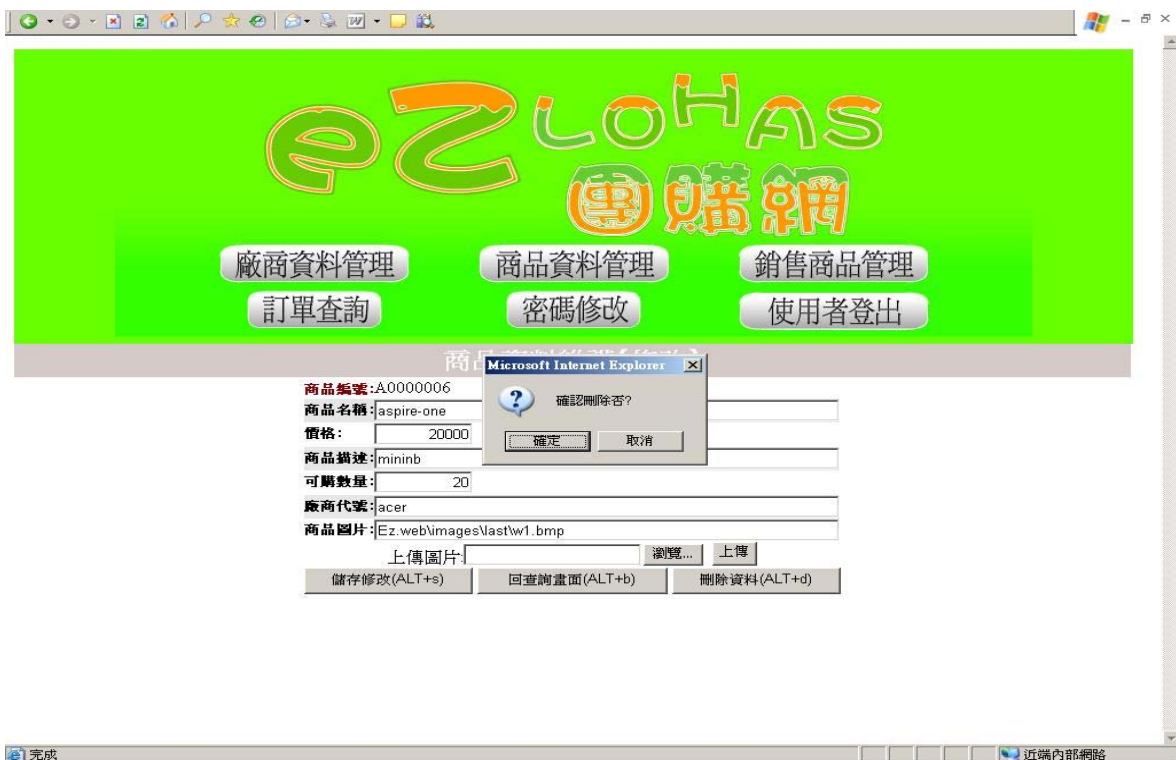 eZ LOHAS
團購網
廠商資料管理 商品資料管理 銷售商品管理
訂單查詢 密碼修改 使用者登出
Microsoft Internet Explorer
確認刪除否?
確定 取消
商品編號:A0000006
商品名稱:aspire-one
價格: 20000
商品描述:mininb
可購數量: 20
廠商代號:acer
商品圖片:Ez.web\images\last\w1.bmp
上傳圖片: 瀏覽... 上傳
儲存修改(ALT+s) 回查詢畫面(ALT+b) 刪除資料(ALT+d)
完成 近端內部網路